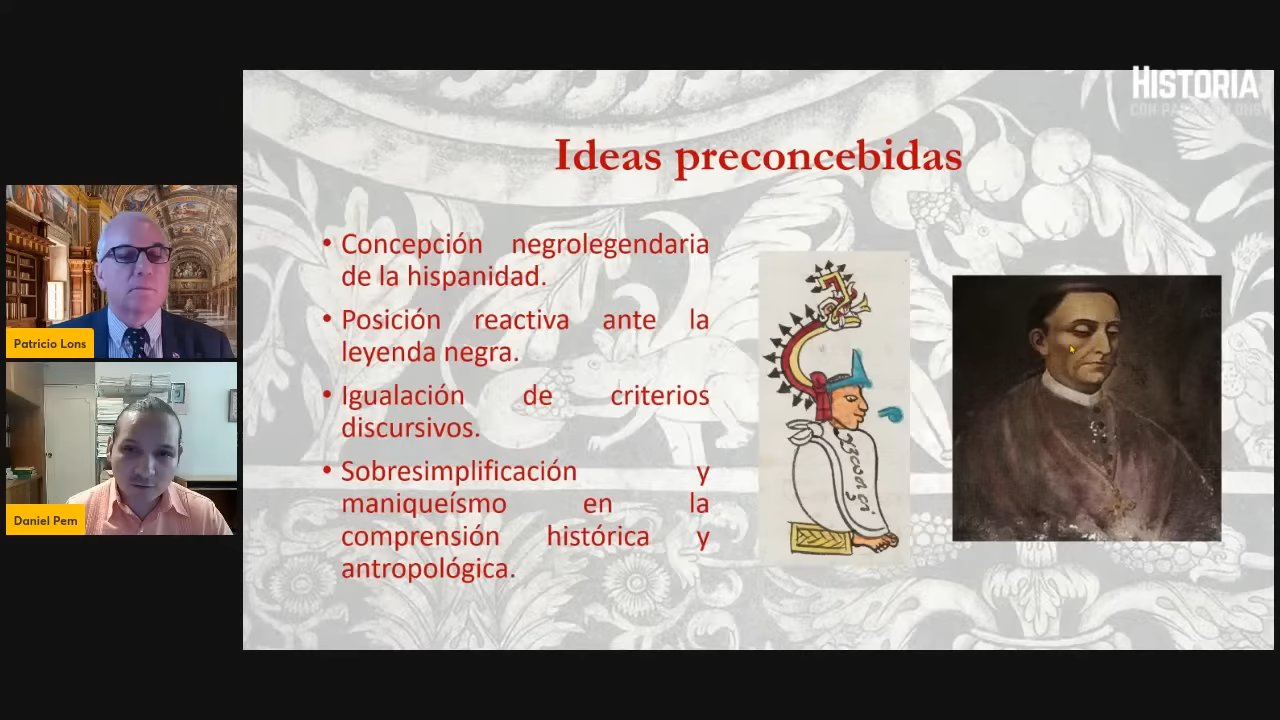 HISTORIA
Ideas preconcebidas
• Concepción negrolegendaria
de la hispanidad.
• Posición reactiva ante la
leyenda negra.
• Igualación de criterios
discursivos.
• Sobresimplificación y
maniqueísmo en la
comprensión histórica y
antropológica.
Patricio Lons
Daniel Pem